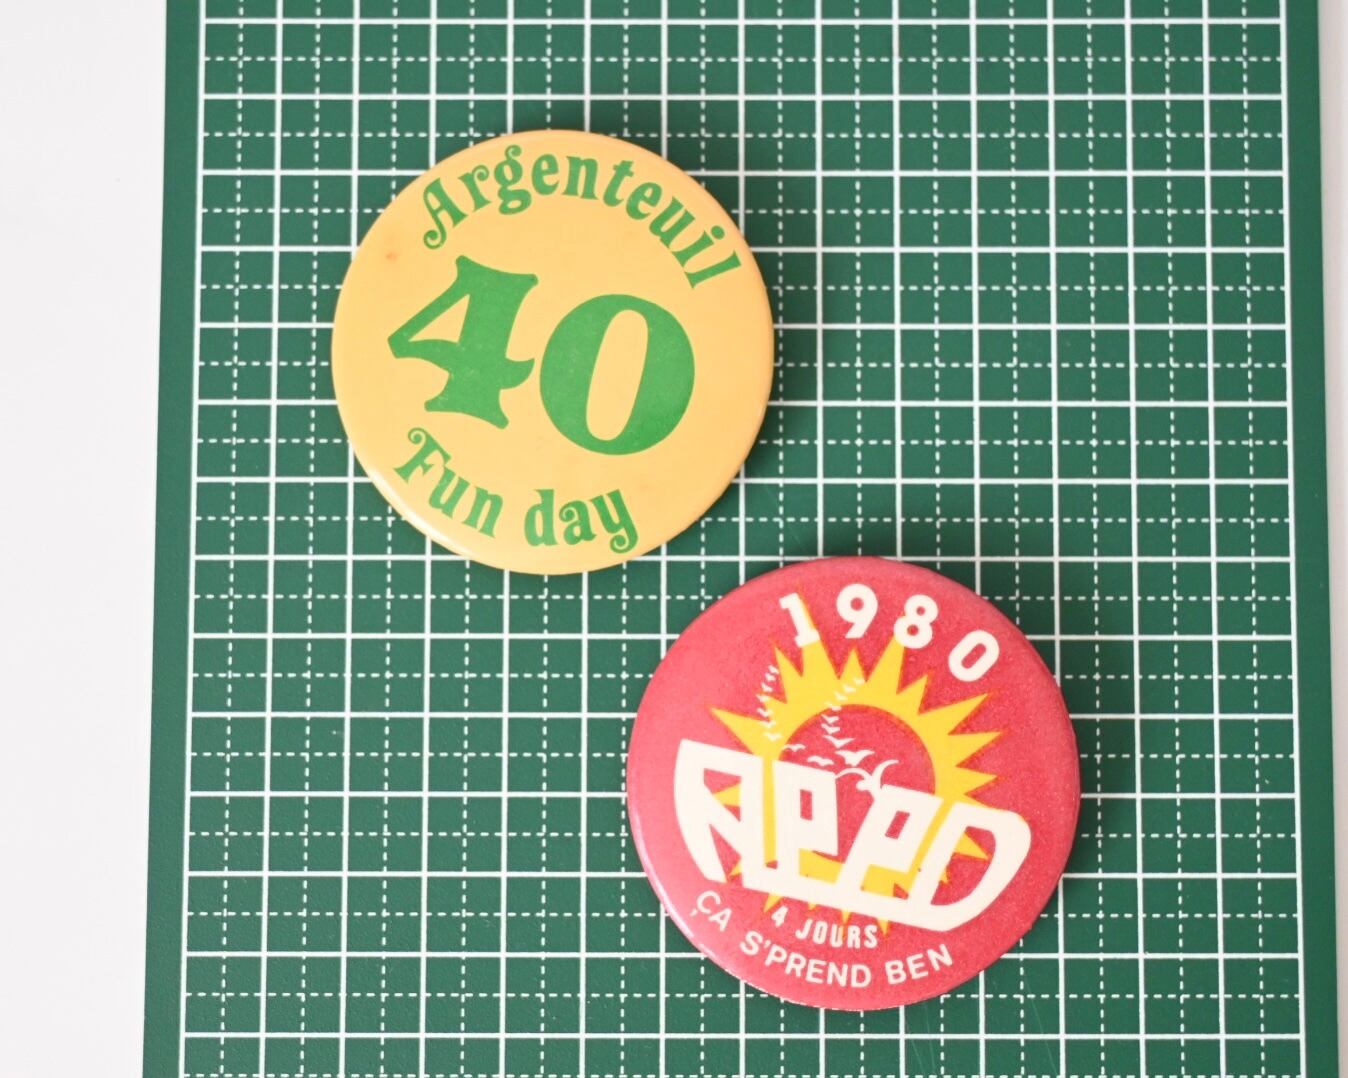 Argenteuil
40
Fun day
1980
APPD
4 JOURS
ÇA S'PREND BEN